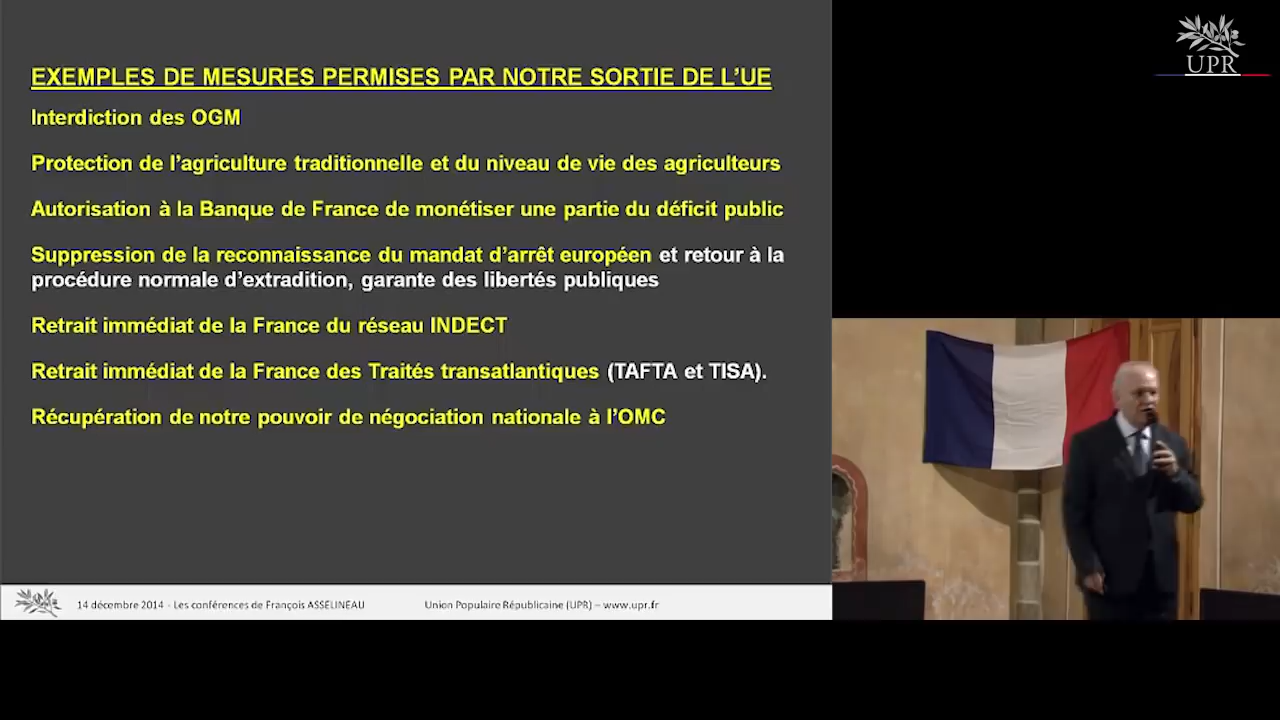 EXEMPLES DE MESURES PERMISES PAR NOTRE SORTIE DE L’UE
Interdiction des OGM
Protection de l’agriculture traditionnelle et du niveau de vie des agriculteurs
Autorisation à la Banque de France de monétiser une partie du déficit public
Suppression de la reconnaissance du mandat d’arrêt européen et retour à la
procédure normale d’extradition, garante des libertés publiques
Retrait immédiat de la France du réseau INDECT
Retrait immédiat de la France des Traités transatlantiques (TAFTA et TISA).
Récupération de notre pouvoir de négociation nationale à l’OMC
14 décembre 2014 - Les conférences de François ASSELINEAU
Union Populaire Républicaine (UPR) – www.upr.fr
UPR